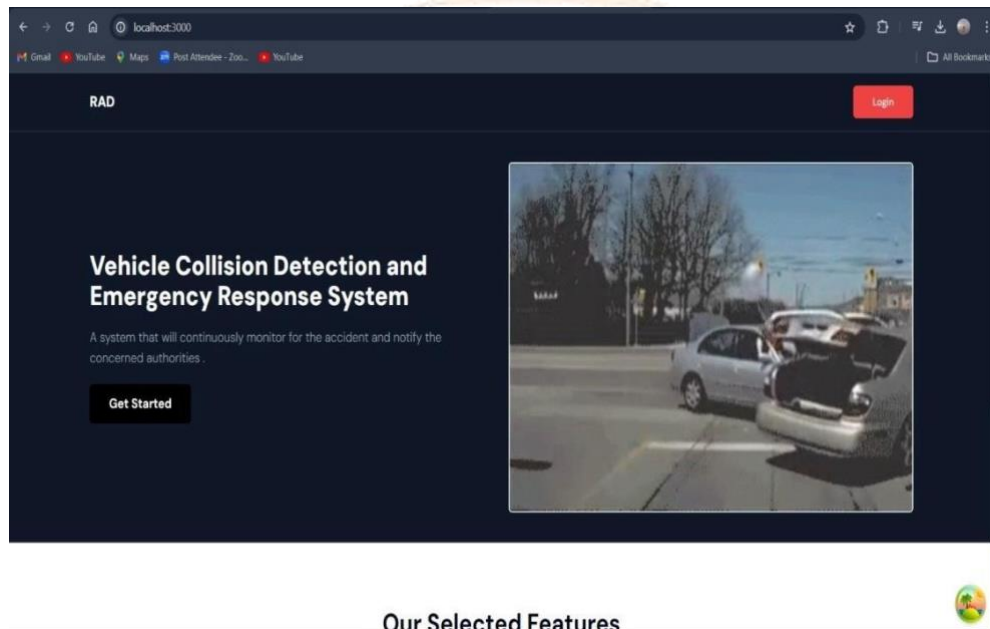 localhost:3000
Gmail YouTube Maps Post Attendee - Zoo... YouTube All Bookmarks
RAD Login
Vehicle Collision Detection and
Emergency Response System
A system that will continuously monitor for the accident and notify the
concerned authorities .
Get Started
Our Selected Features